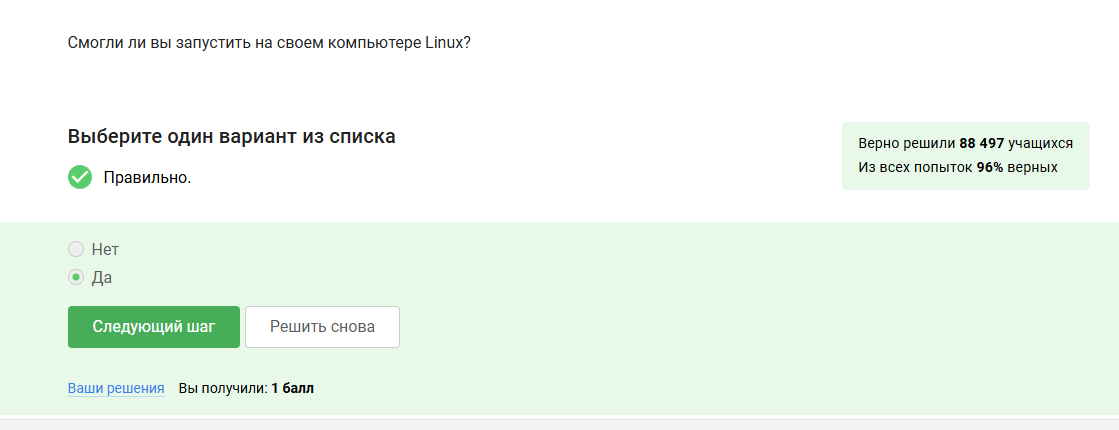 Смогли ли вы запустить на своем компьютере Linux?
Выберите один вариант из списка
Правильно.
Верно решили 88 497 учащихся
Из всех попыток 96% верных
Нет
Да
Следующий шаг
Решить снова
Ваши решения Вы получили: 1 балл